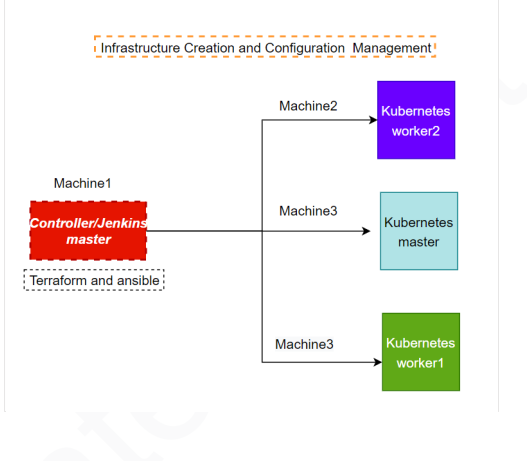 Infrastructure Creation and Configuration Management
Machine2
Kubernetes
worker2
Machine1
Controller/Jenkins
master
Machine3
Kubernetes
master
Terraform and ansible
Machine3
Kubernetes
worker1